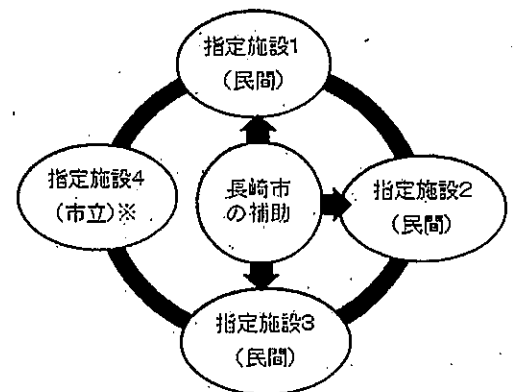 指定施設1
(民間)
指定施設4
(市立)※
長崎市
の補助
指定施設2
(民間)
指定施設3
(民間)